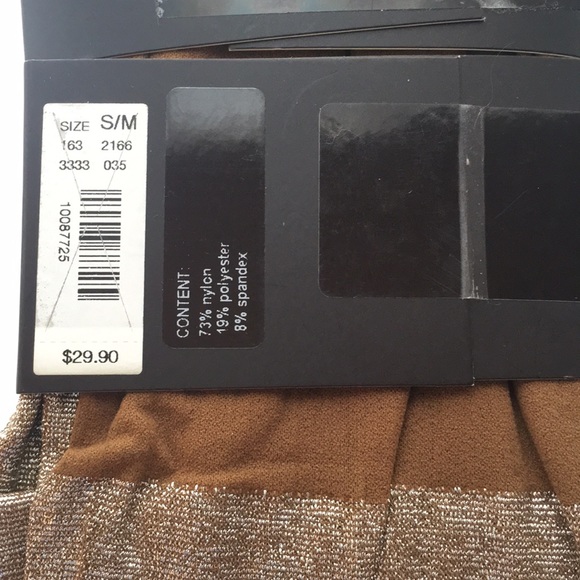 SIZE S/M
163 2166
3333 035
10087725
$29.90
CONTENT:
73% nylon
19% polyester
8% spandex